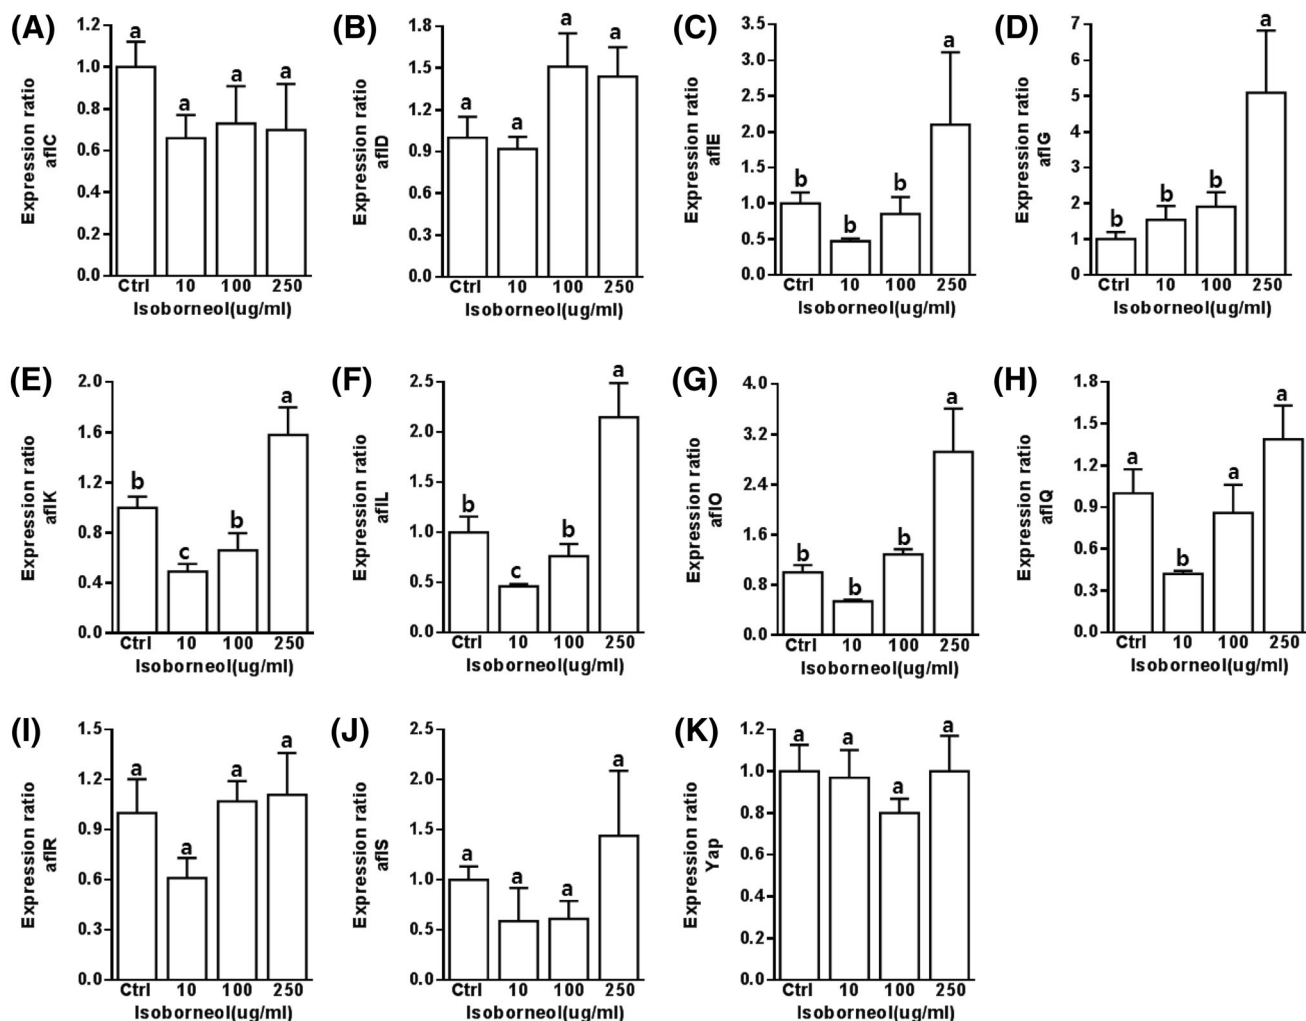 (A)
Expression ratio
aflC
1.2
1.0
0.8
0.6
0.4
0.2
0.0
a
a
a
a
Ctrl 10 100 250
Isoborneol(ug/ml)
(B)
Expression ratio
aflD
1.8
1.5
1.2
0.9
0.6
0.3
0.0
a
a
a
a
Ctrl 10 100 250
Isoborneol(ug/ml)
(C)
Expression ratio
aflE
3.5
3.0
2.5
2.0
1.5
1.0
0.5
0.0
b
b
b
a
Ctrl 10 100 250
Isoborneol(ug/ml)
(D)
Expression ratio
aflG
7
6
5
4
3
2
1
0
b
b
b
a
Ctrl 10 100 250
Isoborneol(ug/ml)
(E)
Expression ratio
aflK
2.0
1.6
1.2
0.8
0.4
0.0
b
c
b
a
Ctrl 10 100 250
Isoborneol(ug/ml)
(F)
Expression ratio
aflL
2.5
2.0
1.5
1.0
0.5
0.0
b
c
b
a
Ctrl 10 100 250
Isoborneol(ug/ml)
(G)
Expression ratio
aflO
4.0
3.2
2.4
1.6
0.8
0.0
b
b
b
a
Ctrl 10 100 250
Isoborneol(ug/ml)
(H)
Expression ratio
aflQ
1.8
1.5
1.2
0.9
0.6
0.3
0.0
a
b
a
a
Ctrl 10 100 250
Isoborneol(ug/ml)
(I)
Expression ratio
aflR
1.5
1.2
0.9
0.6
0.3
0.0
a
a
a
a
Ctrl 10 100 250
Isoborneol(ug/ml)
(J)
Expression ratio
aflS
2.5
2.0
1.5
1.0
0.5
0.0
a
a
a
a
Ctrl 10 100 250
Isoborneol(ug/ml)
(K)
Expression ratio
Yap
1.2
1.0
0.8
0.6
0.4
0.2
0.0
a
a
a
a
Ctrl 10 100 250
Isoborneol(ug/ml)